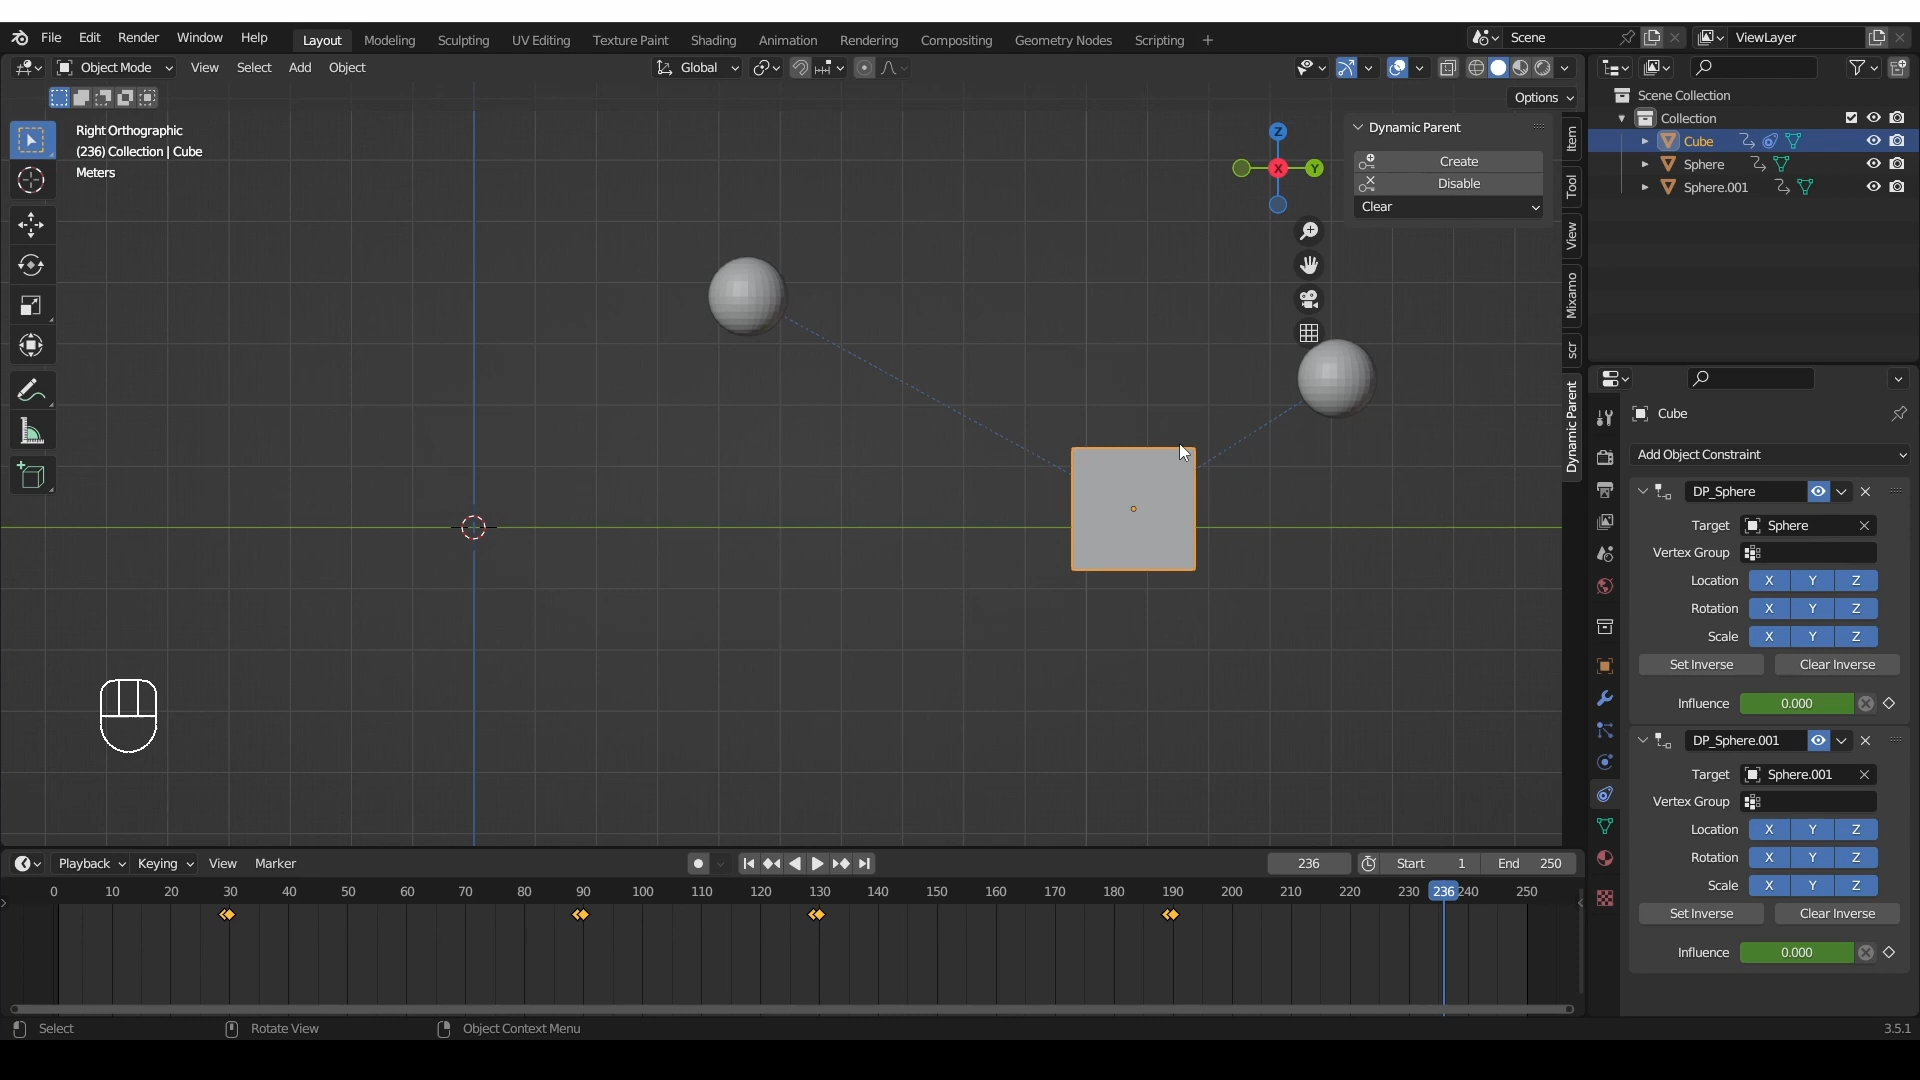 File Edit Render Window Help Layout Modeling Sculpting UV Editing Texture Paint Shading Animation Rendering Compositing Geometry Nodes Scripting + Scene ViewLayer
Object Mode View Select Add Object Global
Options
Right Orthographic
(236) Collection | Cube
Meters
Z
X
Y
Dynamic Parent
Create
Disable
Clear
Item
Tool
View
Mixamo
scr
Dynamic Parent
Scene Collection
Collection
Cube
Sphere
Sphere.001
Cube
Add Object Constraint
DP_Sphere
Target Sphere
Vertex Group
Location X Y Z
Rotation X Y Z
Scale X Y Z
Set Inverse Clear Inverse
Influence 0.000
DP_Sphere.001
Target Sphere.001
Vertex Group
Location X Y Z
Rotation X Y Z
Scale X Y Z
Set Inverse Clear Inverse
Influence 0.000
Playback Keying View Marker 236 Start 1 End 250
0 10 20 30 40 50 60 70 80 90 100 110 120 130 140 150 160 170 180 190 200 210 220 230 236 240 250
Select Rotate View Object Context Menu 3.5.1